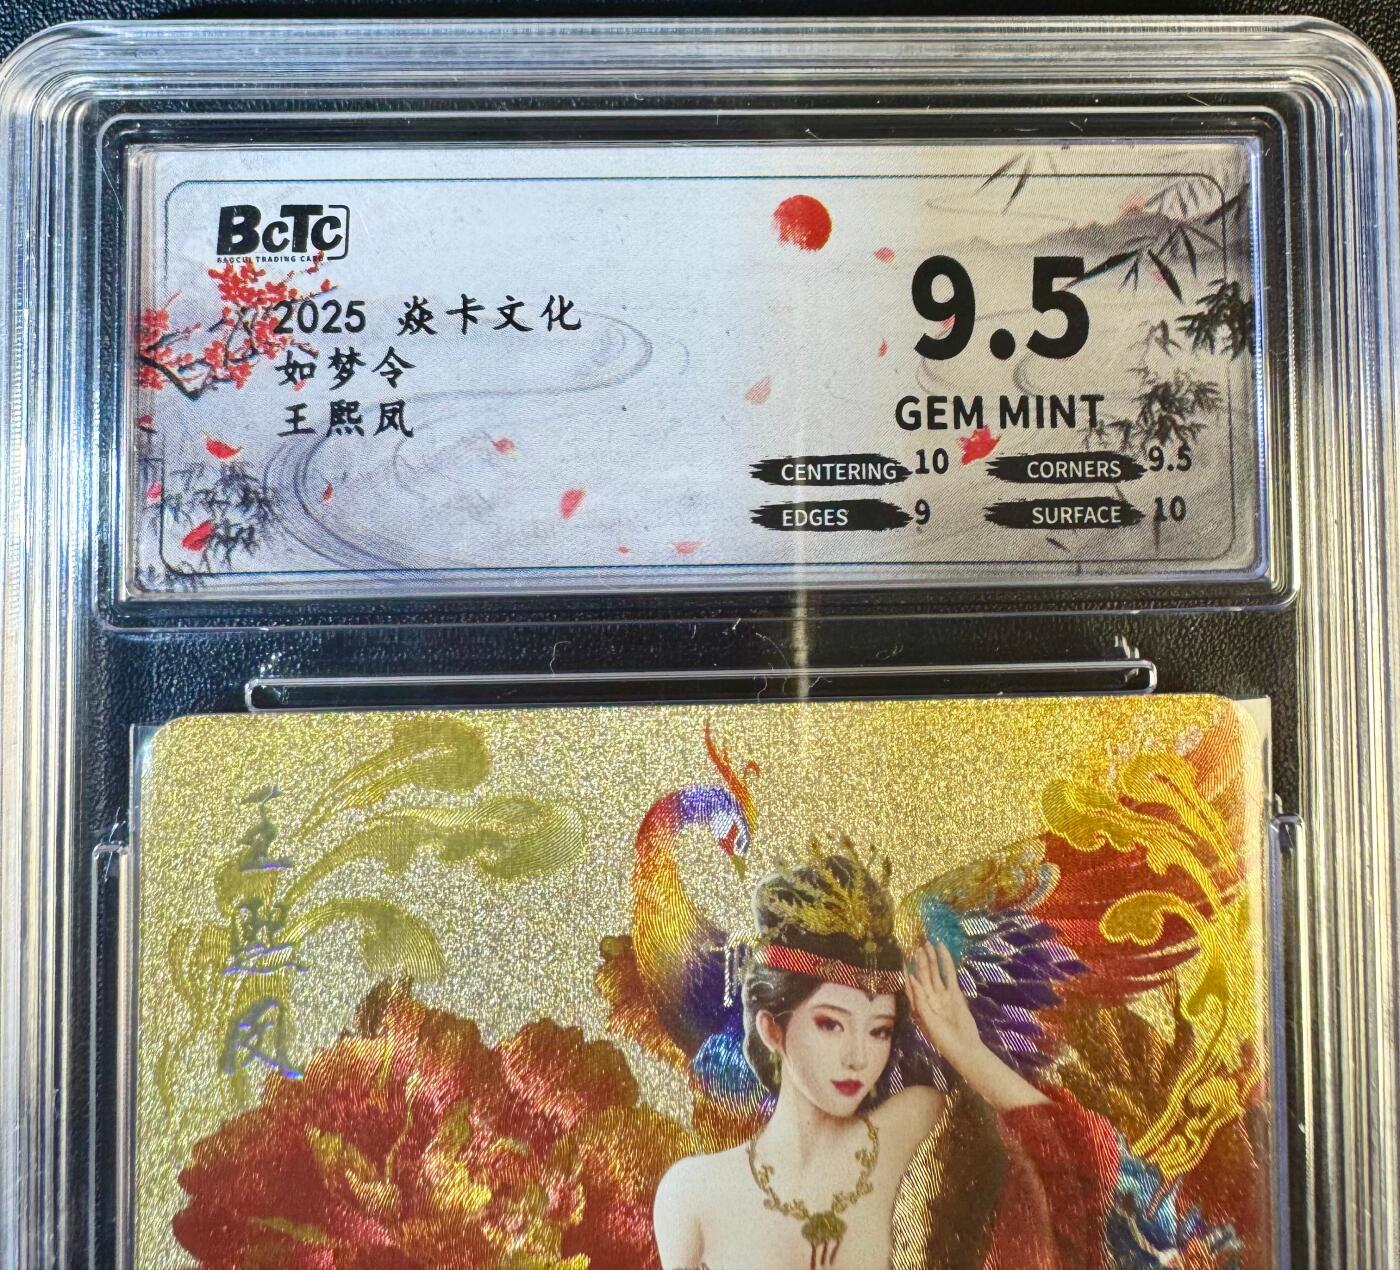 BCTC
BAOCUI TRADING CARD
2025 焱卡文化
如梦令
王熙凤
9.5
GEM MINT
CENTERING 10
CORNERS 9.5
EDGES 9
SURFACE 10
王熙凤